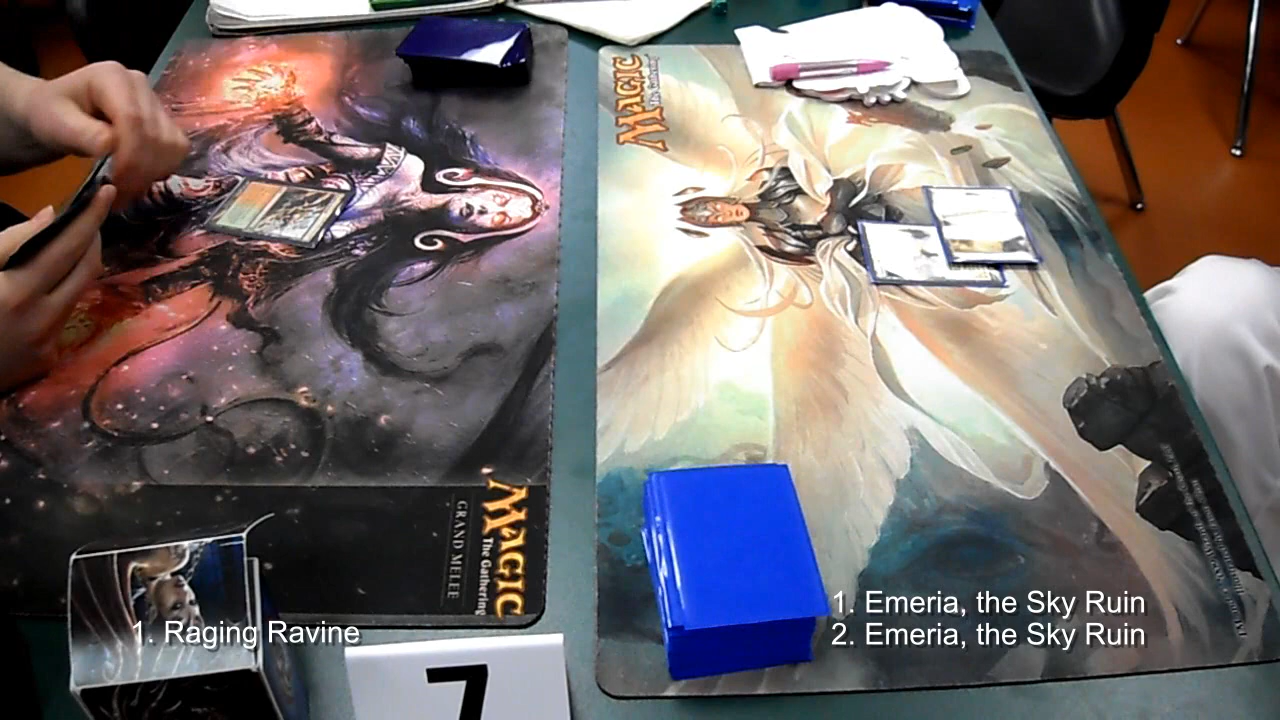 MAGIC
The Gathering
MAGIC
The Gathering
GRAND MELEE
1. Raging Ravine
7
1. Emeria, the Sky Ruin
2. Emeria, the Sky Ruin